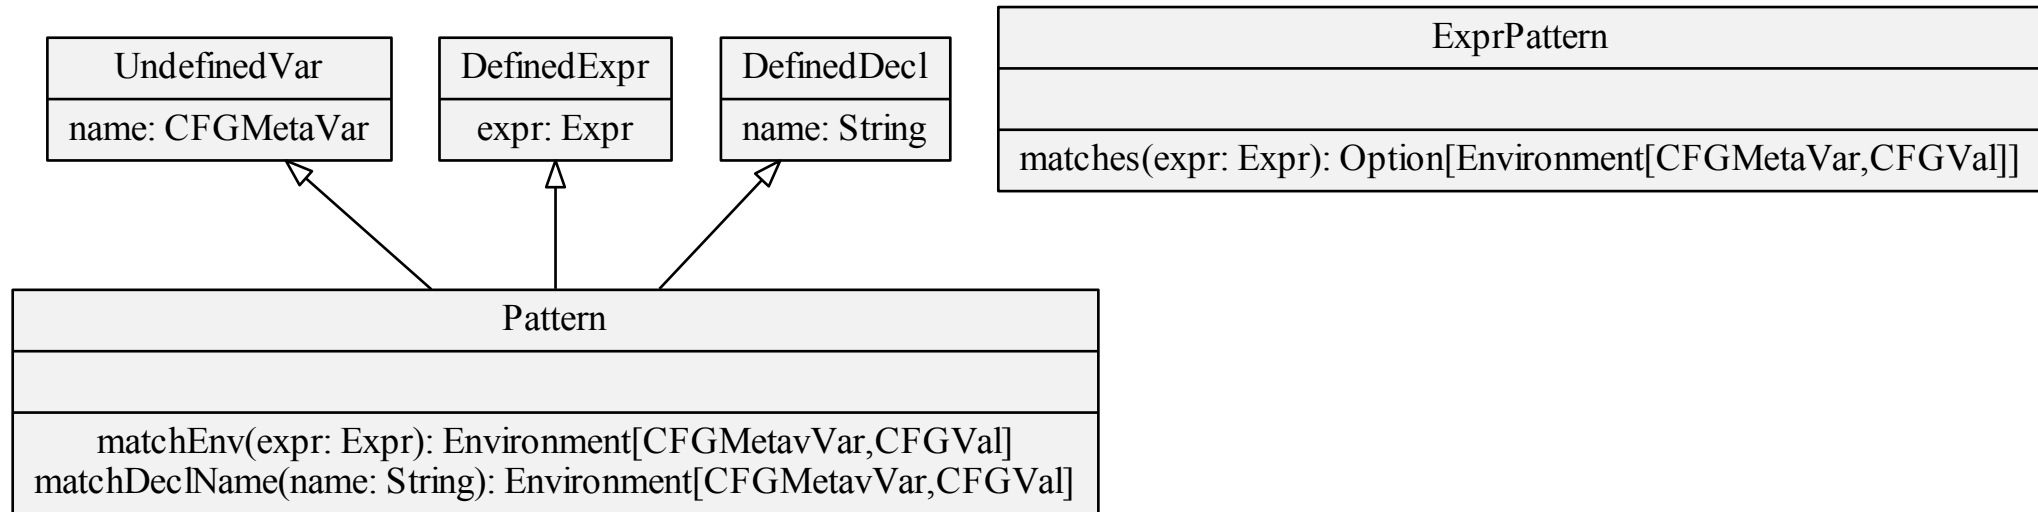 UndefinedVar
name: CFGMetaVar
DefinedExpr
expr: Expr
DefinedDecl
name: String
ExprPattern
matches(expr: Expr): Option[Environment[CFGMetaVar,CFGVal]]
Pattern
matchEnv(expr: Expr): Environment[CFGMetavVar,CFGVal]
matchDeclName(name: String): Environment[CFGMetavVar,CFGVal]